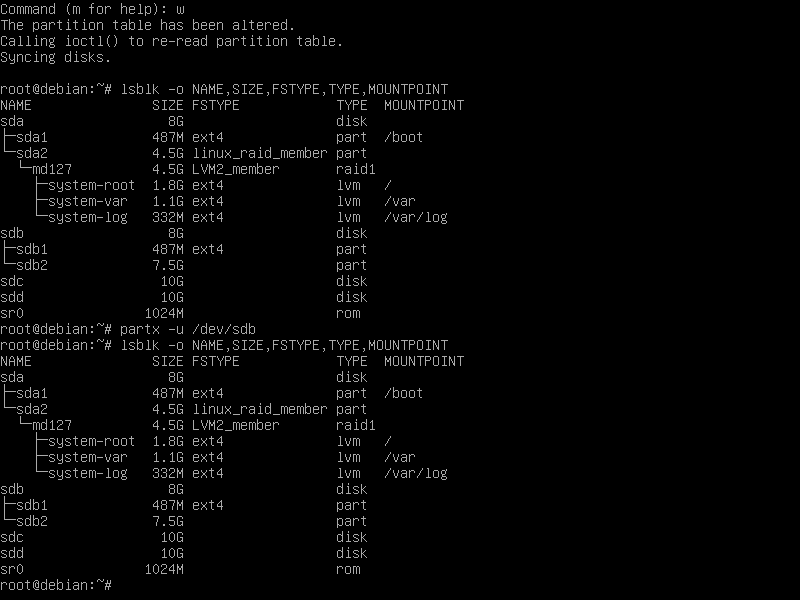 Command (m for help): w
The partition table has been altered.
Calling ioctl() to re-read partition table.
Syncing disks.

root@debian:~# lsblk -o NAME,SIZE,FSTYPE,TYPE,MOUNTPOINT
NAME               SIZE FSTYPE            TYPE  MOUNTPOINT
sda                  8G                   disk
├─sda1             487M ext4              part  /boot
└─sda2             4.5G linux_raid_member part
  └─md127          4.5G LVM2_member       raid1
    ├─system-root  1.8G ext4              lvm   /
    ├─system-var   1.1G ext4              lvm   /var
    └─system-log   332M ext4              lvm   /var/log
sdb                  8G                   disk
├─sdb1             487M ext4              part
└─sdb2             7.5G                   part
sdc                 10G                   disk
sdd                 10G                   disk
sr0               1024M                   rom
root@debian:~# partx -u /dev/sdb
root@debian:~# lsblk -o NAME,SIZE,FSTYPE,TYPE,MOUNTPOINT
NAME               SIZE FSTYPE            TYPE  MOUNTPOINT
sda                  8G                   disk
├─sda1             487M ext4              part  /boot
└─sda2             4.5G linux_raid_member part
  └─md127          4.5G LVM2_member       raid1
    ├─system-root  1.8G ext4              lvm   /
    ├─system-var   1.1G ext4              lvm   /var
    └─system-log   332M ext4              lvm   /var/log
sdb                  8G                   disk
├─sdb1             487M ext4              part
└─sdb2             7.5G                   part
sdc                 10G                   disk
sdd                 10G                   disk
sr0               1024M                   rom
root@debian:~#